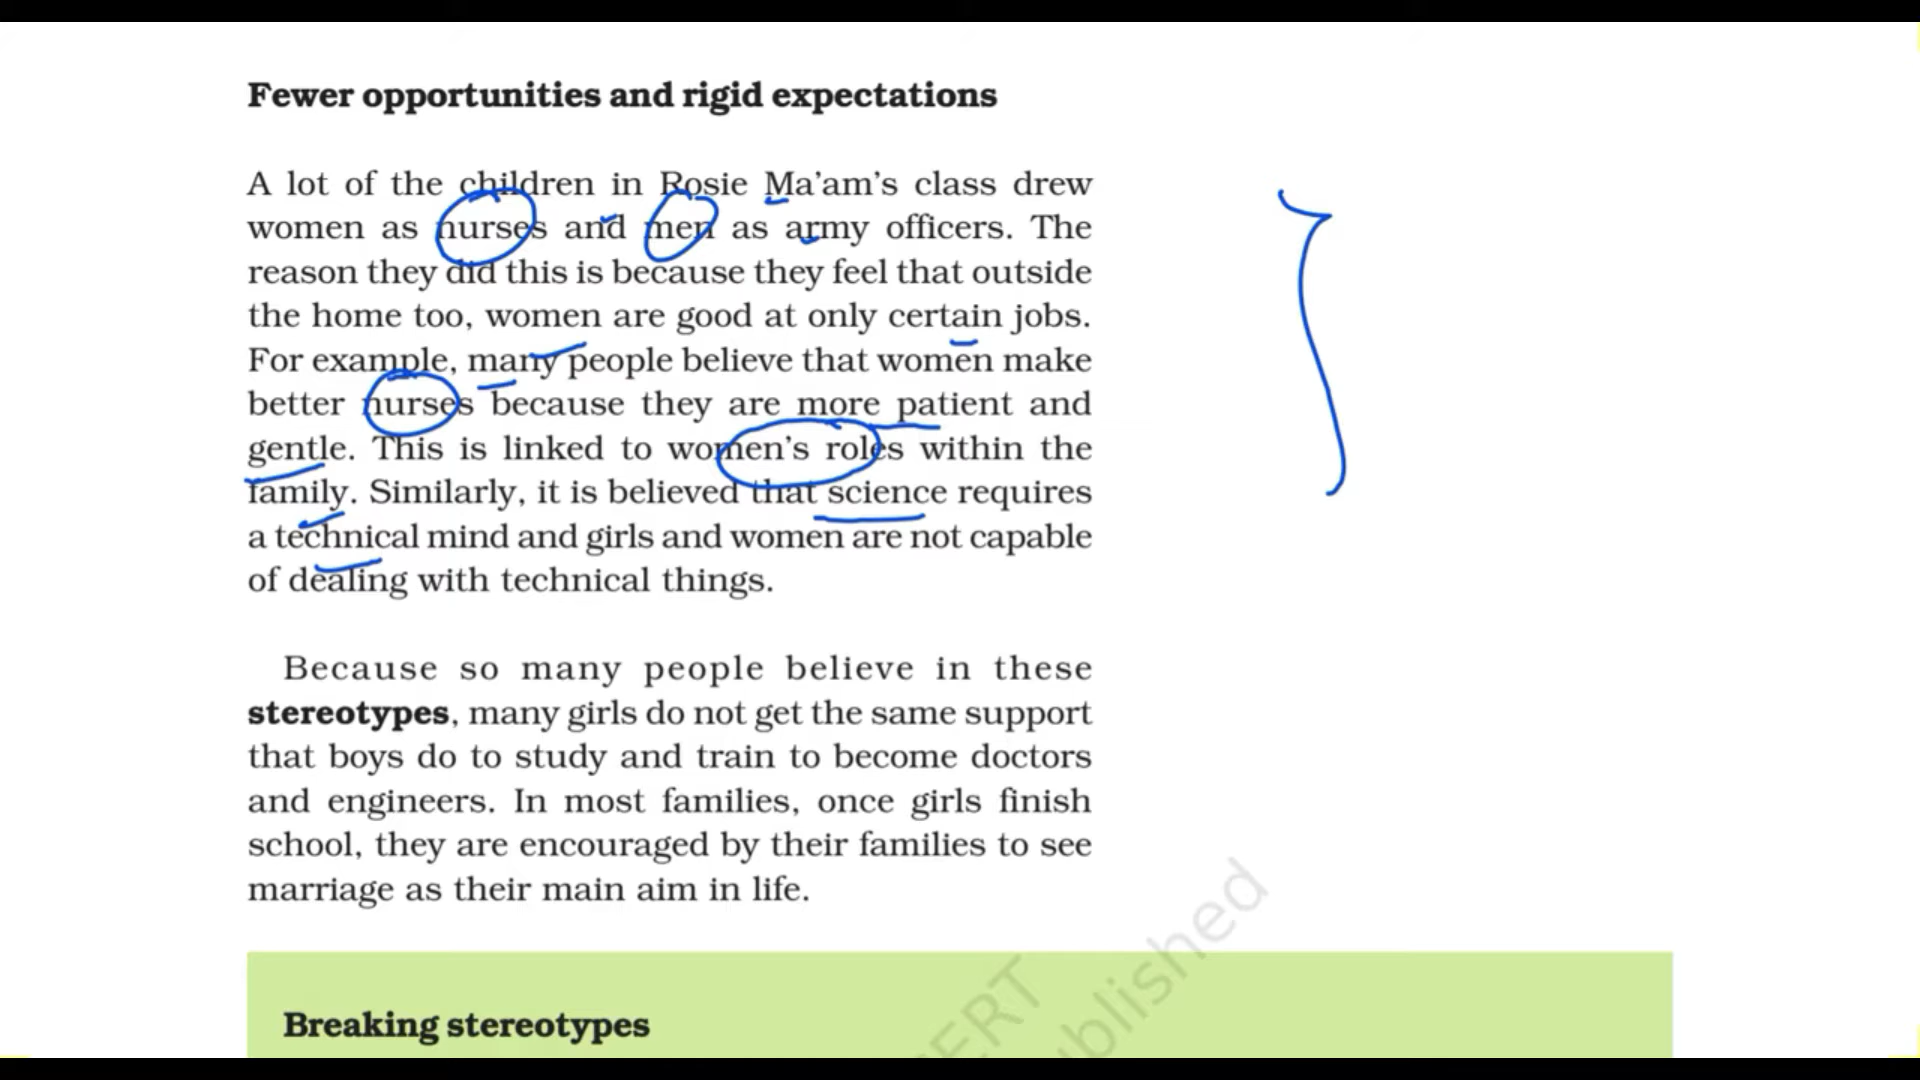 Fewer opportunities and rigid expectations
A lot of the children in Rosie Ma’am’s class drew
women as nurses and men as army officers. The
reason they did this is because they feel that outside
the home too, women are good at only certain jobs.
For example, many people believe that women make
better nurses because they are more patient and
gentle. This is linked to women’s roles within the
family. Similarly, it is believed that science requires
a technical mind and girls and women are not capable
of dealing with technical things.
Because so many people believe in these
stereotypes, many girls do not get the same support
that boys do to study and train to become doctors
and engineers. In most families, once girls finish
school, they are encouraged by their families to see
marriage as their main aim in life.
Breaking stereotypes